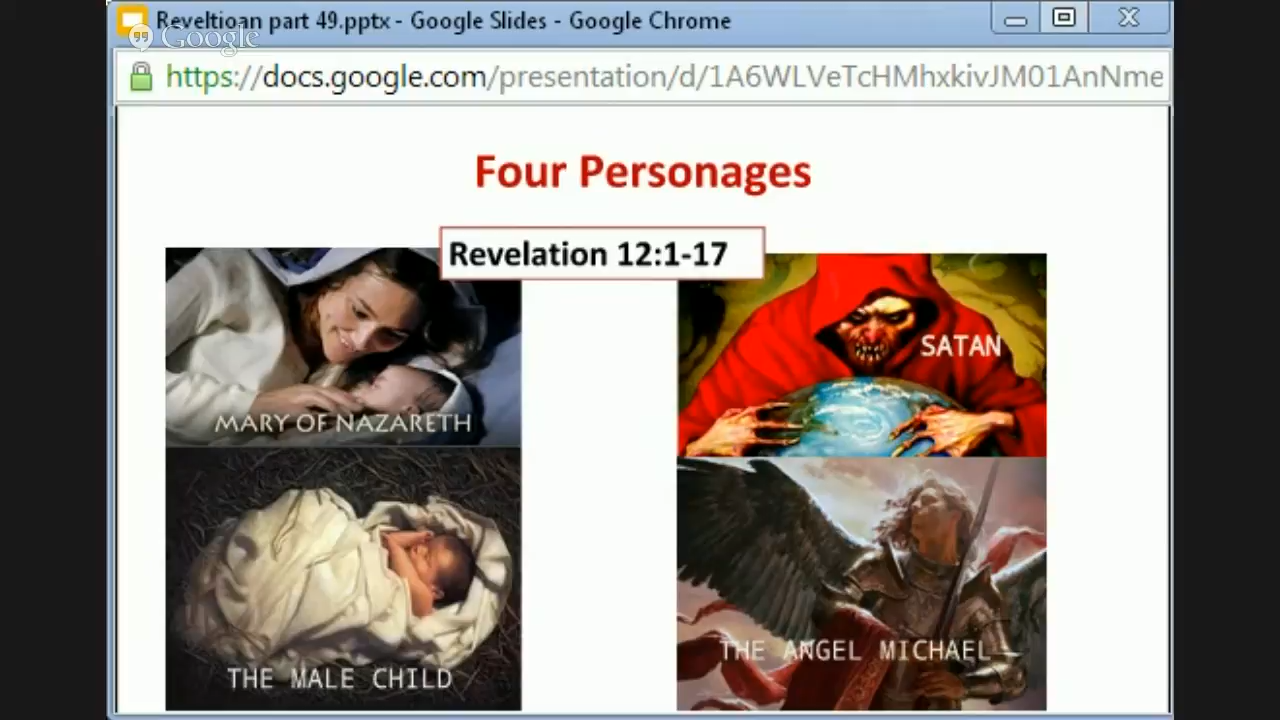 Reveltioan part 49.pptx - Google Slides - Google Chrome
Google
https://docs.google.com/presentation/d/1A6WLVeTcHMhxkivJM01AnNme
Four Personages
Revelation 12:1-17
MARY OF NAZARETH
SATAN
THE MALE CHILD
THE ANGEL MICHAEL